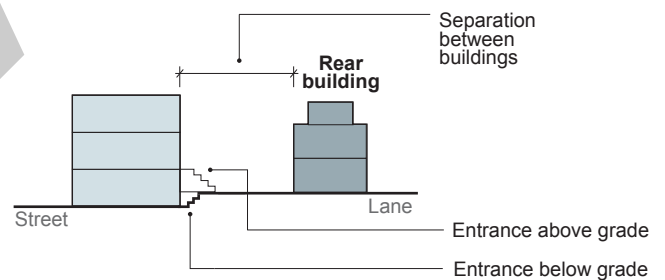 Separation
between
buildings
Rear
building
Street
Lane
Entrance above grade
Entrance below grade